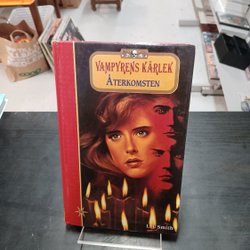 VAMPYRENS KÄRLEK
ÅTERKOMSTEN
Smith